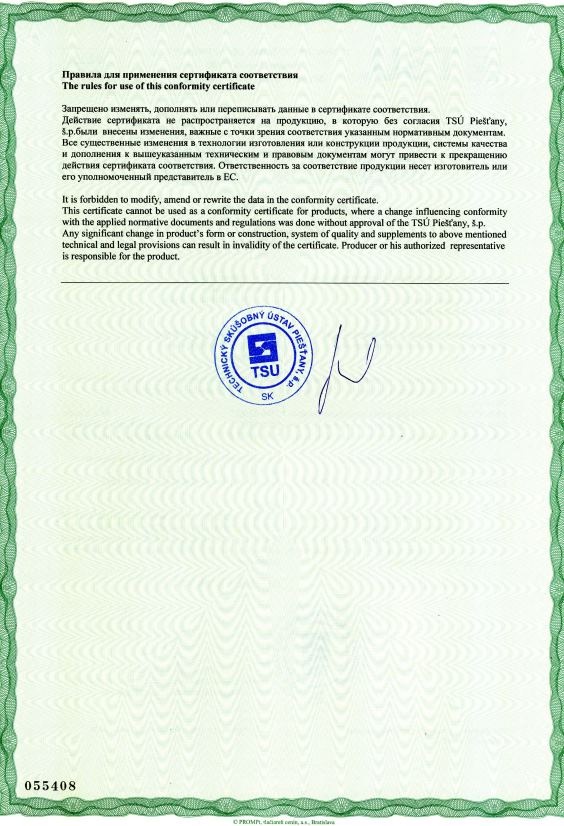 Правила для применения сертификата соответствия
The rules for use of this conformity certificate
Запрещено изменять, дополнять или переписывать данные в сертификате соответствия.
Действие сертификата не распространяется на продукцию, в которую без согласия TSÚ Piešťany,
š.p.были внесены изменения, важные с точки зрения соответствия указанным нормативным документам.
Все существенные изменения в технологии изготовления или конструкции продукции, системы качества
и дополнения к вышеуказанным техническим и правовым документам могут привести к прекращению
действия сертификата соответствия. Ответственность за соответствие продукции несет изготовитель или
его уполномоченный представитель в ЕС.
It is forbidden to modify, amend or rewrite the data in the conformity certificate.
This certificate cannot be used as a conformity certificate for products, where a change influencing conformity
with the applied normative documents and regulations was done without approval of the TSÚ Piešťany, š.p.
Any significant change in product's form or construction, system of quality and supplements to above mentioned
technical and legal provisions can result in invalidity of the certificate. Producer or his authorized representative
is responsible for the product.
TECHNICKÝ SKÚŠOBNÝ ÚSTAV PIEŠŤANY, š.p.
TSU
SK
055408
© PROMPt, tlačiareň cenín, a.s., Bratislava